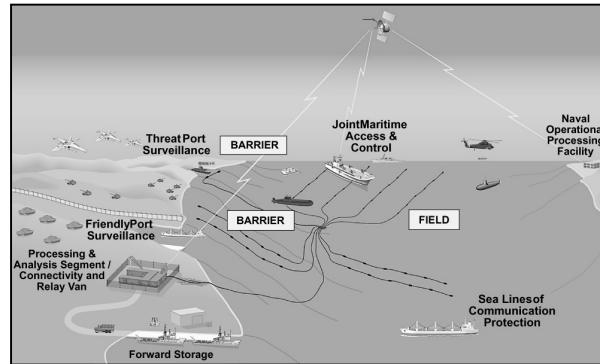 Threat Port
Surveillance
BARRIER
Joint Maritime
Access &
Control
Naval
Operational
Processing
Facility
Friendly Port
Surveillance
BARRIER
FIELD
Processing &
Analysis Segment /
Connectivity and
Relay Van
Sea Lines of
Communication
Protection
Forward Storage